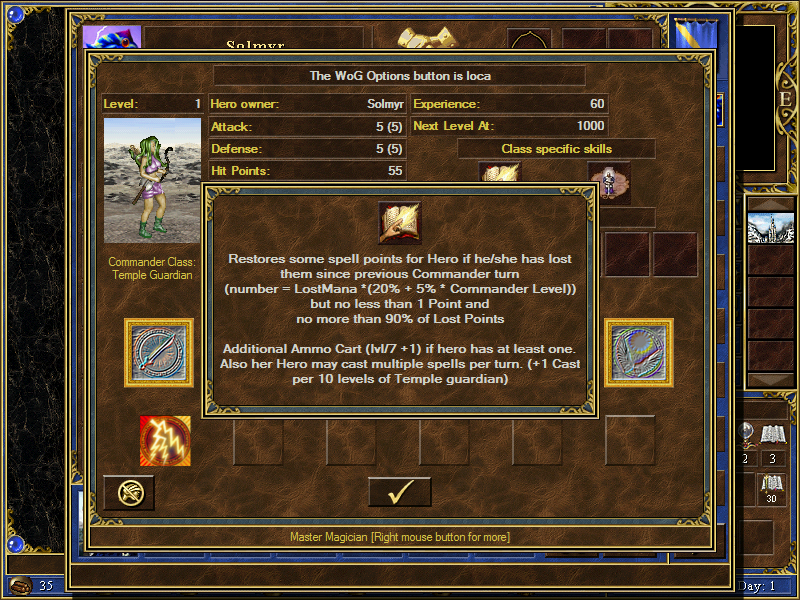 Solmyr
The WoG Options button is loca
Level: 1 Hero owner: Solmyr Experience: 60
Attack: 5 (5) Next Level At: 1000
Defense: 5 (5) Class specific skills
Hit Points: 55
E
Commander Class:
Temple Guardian
Restores some spell points for Hero if he/she has lost
them since previous Commander turn
(number = LostMana *(20% + 5% * Commander Level))
but no less than 1 Point and
no more than 90% of Lost Points
Additional Ammo Cart (lvl/7 +1) if hero has at least one.
Also her Hero may cast multiple spells per turn. (+1 Cast
per 10 levels of Temple guardian)
2 3
30
Master Magician [Right mouse button for more]
35 Day: 1